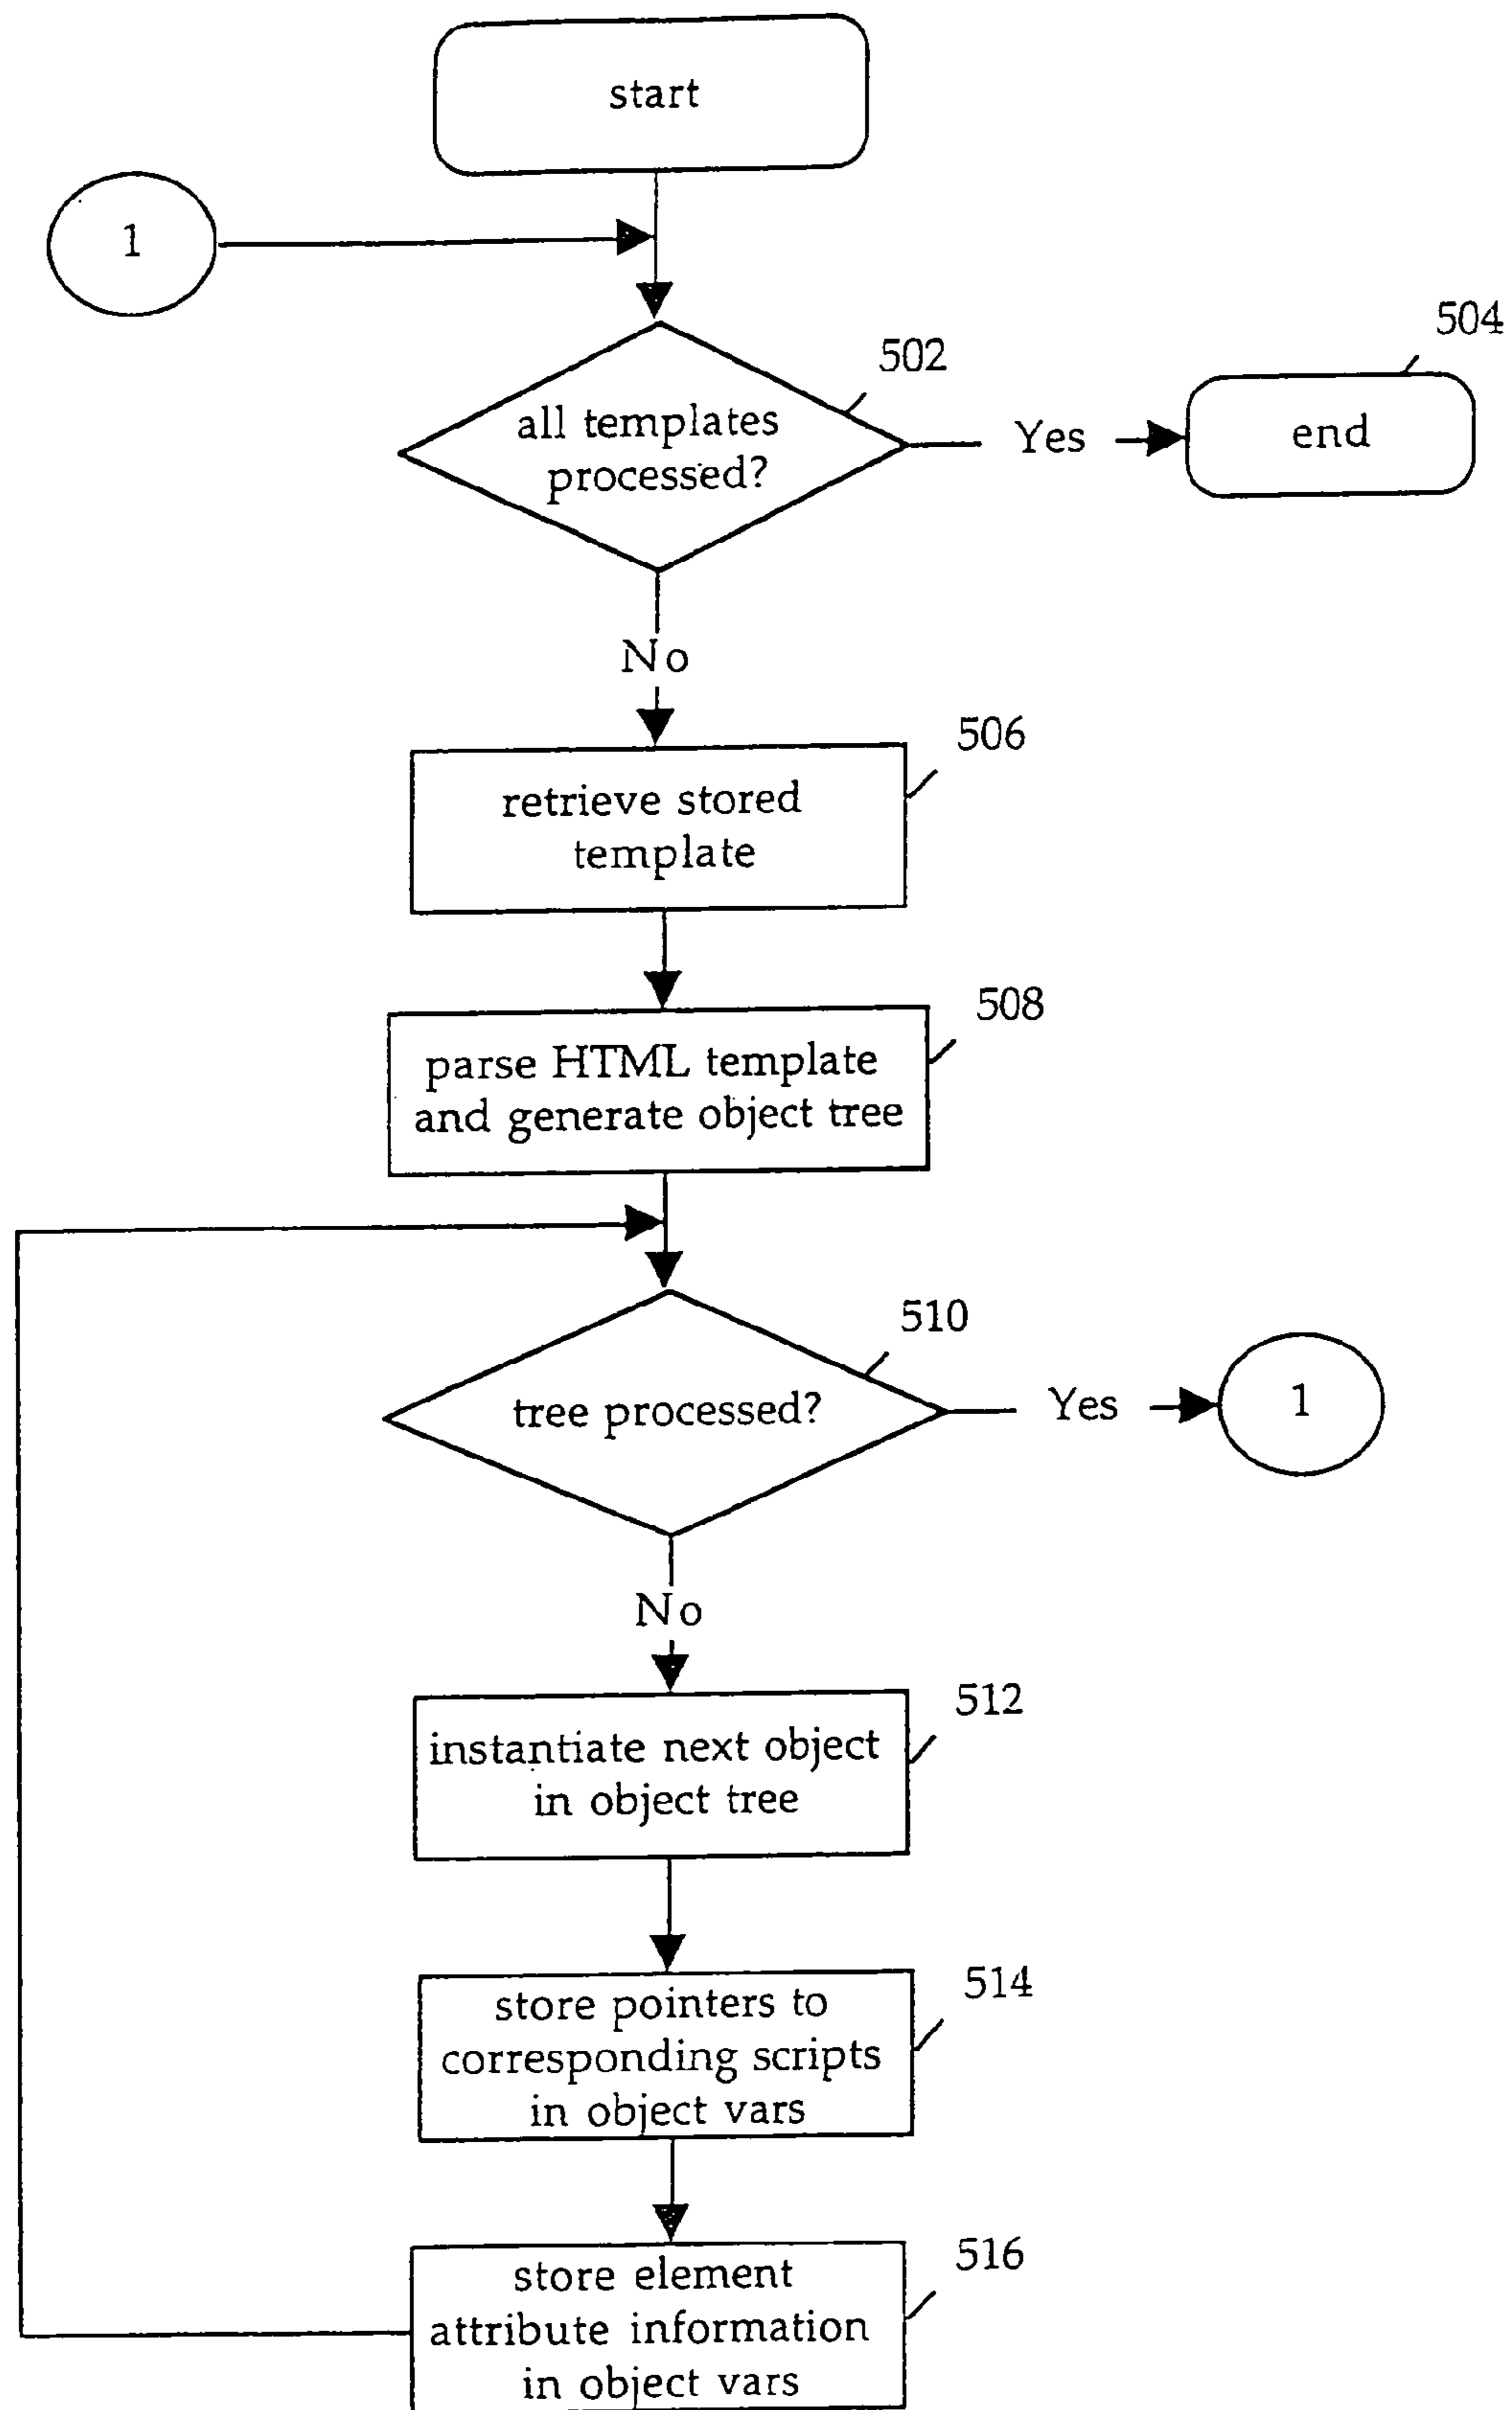 start
1
502
504
all templates
processed?
Yes
end
No
506
retrieve stored
template
508
parse HTML template
and generate object tree
510
tree processed?
Yes
1
No
512
instantiate next object
in object tree
514
store pointers to
corresponding scripts
in object vars
516
store element
attribute information
in object vars